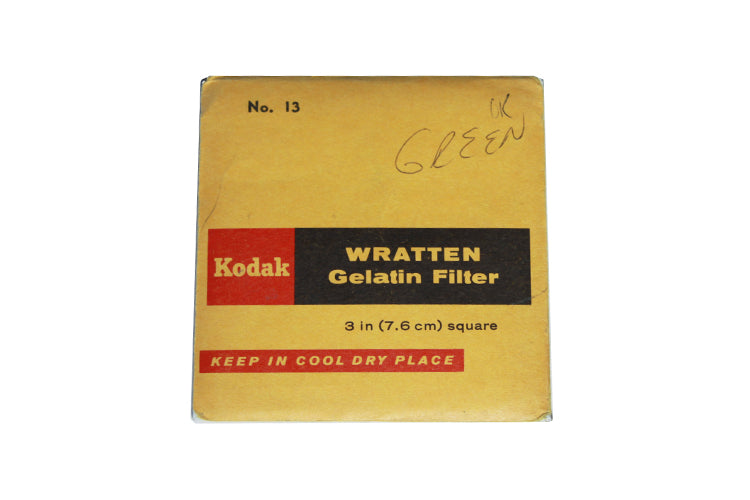 No. 13
OK
GREEN
Kodak
WRATTEN
Gelatin Filter
3 in (7.6 cm) square
KEEP IN COOL DRY PLACE